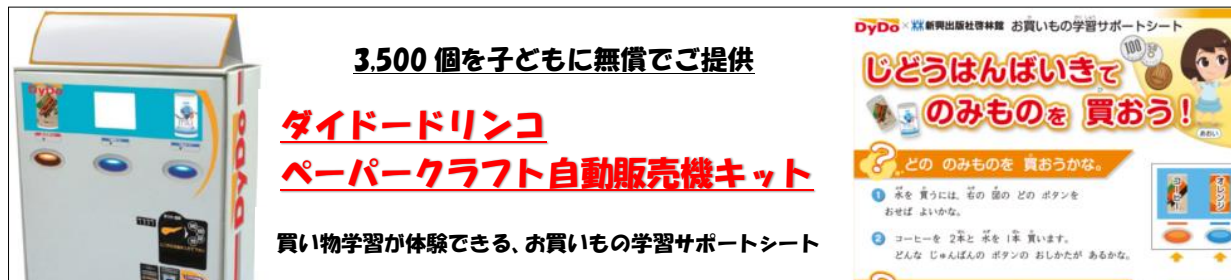 DyDo
3,500 個を子どもに無償でご提供
ダイドードリンコ
ペーパークラフト自動販売機キット
買い物学習が体験できる、お買いもの学習サポートシート
DyDo
DyDo × 新興出版社啓林館 お買いもの学習サポートシート
100
じどうはんばいきで
のみものを 買おう!
あおい
? どの のみものを 買おうかな。
1 水を 買うには、右の 図の どの ボタンを
おせば よいかな。
2 コーヒーを 2本と 水を 1本 買います。
どんな じゅんばんの ボタンの おしかたが あるかな。
コーヒー
オレンジ